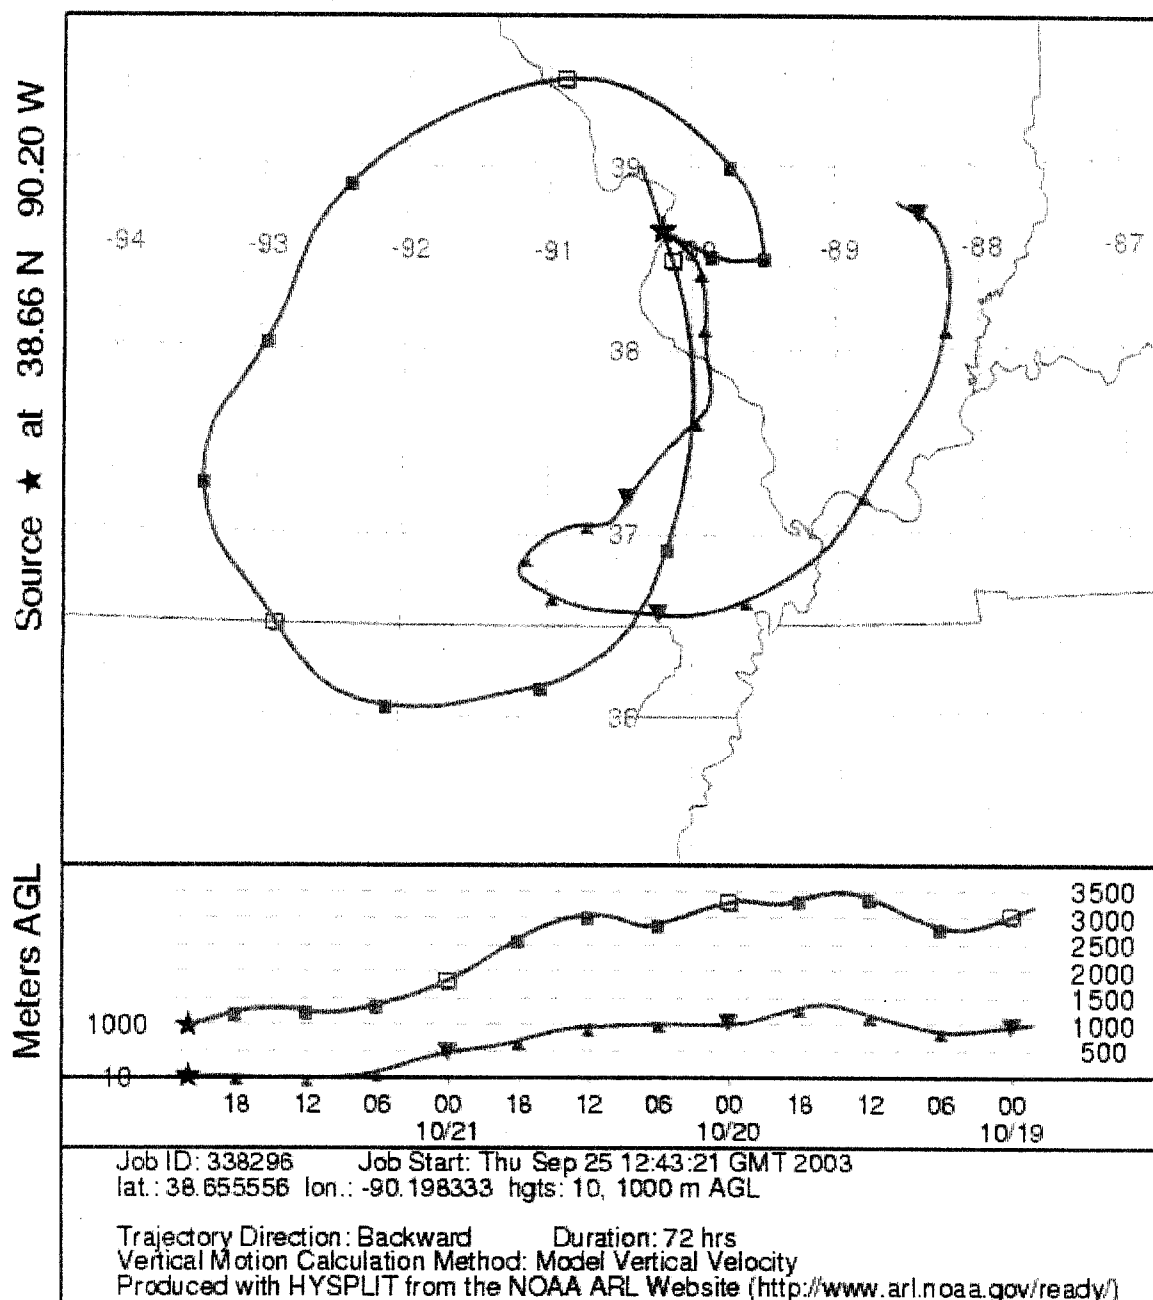 Source ★ at 38.66 N 90.20 W
39
-94 -93 -92 -91 -89 -88 -87
38
37
36
Meters AGL
3500
3000
2500
2000
1500
1000 1000
500
10
18 12 06 00 18 12 06 00 18 12 06 00
10/21 10/20 10/19
Job ID: 338296 Job Start: Thu Sep 25 12:43:21 GMT 2003
lat.: 38.655556 lon.: -90.198333 hgts: 10, 1000 m AGL
Trajectory Direction: Backward Duration: 72 hrs
Vertical Motion Calculation Method: Model Vertical Velocity
Produced with HYSPLIT from the NOAA ARL Website (http://www.arl.noaa.gov/ready/)